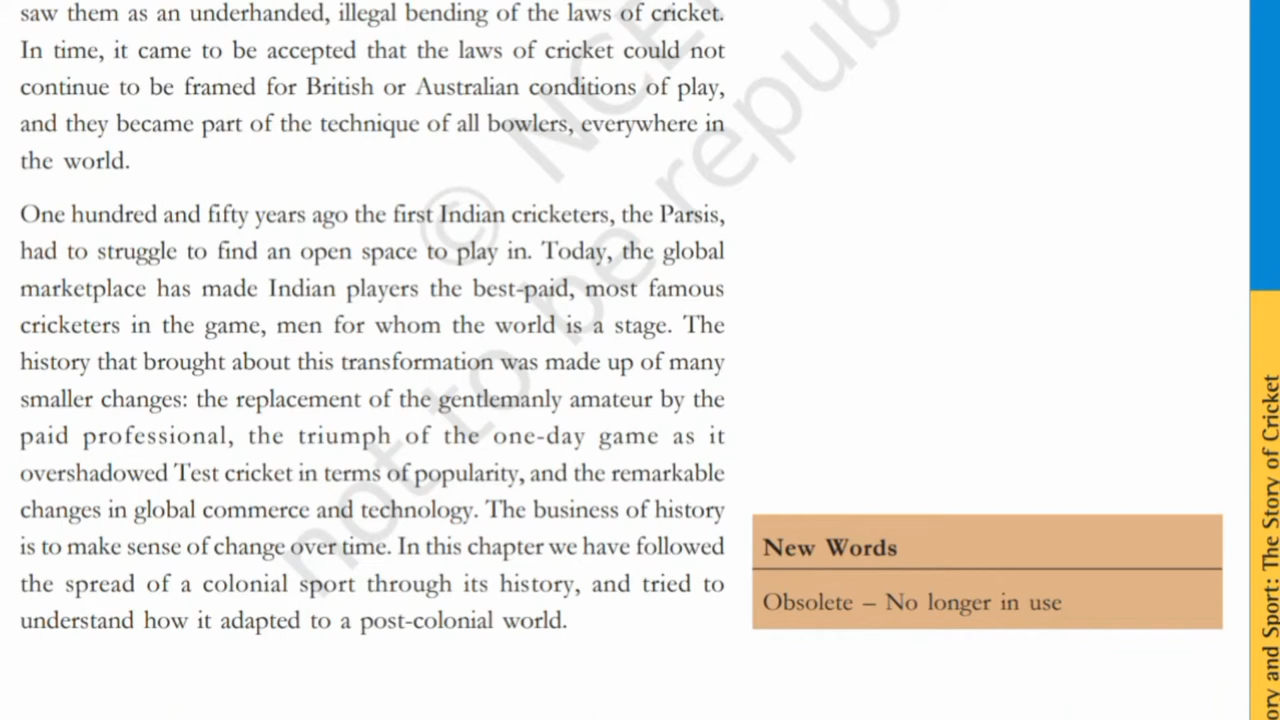 saw them as an underhanded, illegal bending of the laws of cricket.
In time, it came to be accepted that the laws of cricket could not
continue to be framed for British or Australian conditions of play,
and they became part of the technique of all bowlers, everywhere in
the world.
One hundred and fifty years ago the first Indian cricketers, the Parsis,
had to struggle to find an open space to play in. Today, the global
marketplace has made Indian players the best-paid, most famous
cricketers in the game, men for whom the world is a stage. The
history that brought about this transformation was made up of many
smaller changes: the replacement of the gentlemanly amateur by the
paid professional, the triumph of the one-day game as it
overshadowed Test cricket in terms of popularity, and the remarkable
changes in global commerce and technology. The business of history
is to make sense of change over time. In this chapter we have followed
the spread of a colonial sport through its history, and tried to
understand how it adapted to a post-colonial world.
New Words
Obsolete – No longer in use
ory and Sport: The Story of Cricket
© NCE
not to be repub